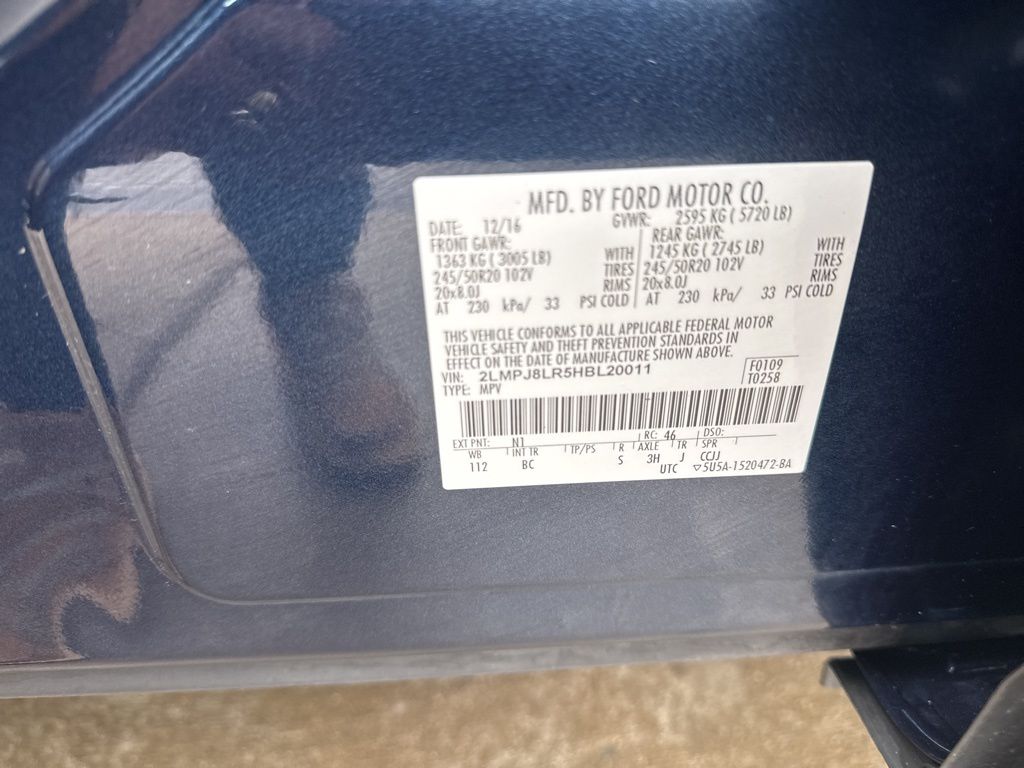 MFD. BY FORD MOTOR CO.
DATE: 12/16 GVWR: 2595 KG ( 5720 LB)
FRONT GAWR: REAR GAWR:
1363 KG ( 3005 LB) WITH 1245 KG ( 2745 LB) WITH
245/50R20 102V TIRES 245/50R20 102V TIRES
20x8.0J RIMS 20x8.0J RIMS
AT 230 kPa/ 33 PSI COLD AT 230 kPa/ 33 PSI COLD
THIS VEHICLE CONFORMS TO ALL APPLICABLE FEDERAL MOTOR
VEHICLE SAFETY AND THEFT PREVENTION STANDARDS IN
EFFECT ON THE DATE OF MANUFACTURE SHOWN ABOVE.
VIN: 2LMPJ8LR5HBL20011 F0109
TYPE: MPV T0258
EXT PNT: N1 RC: 46 DSO:
WB INT TR TP/PS R AXLE TR SPR
112 BC S 3H J CCJJ
UTC ▽5U5A-1520472-BA